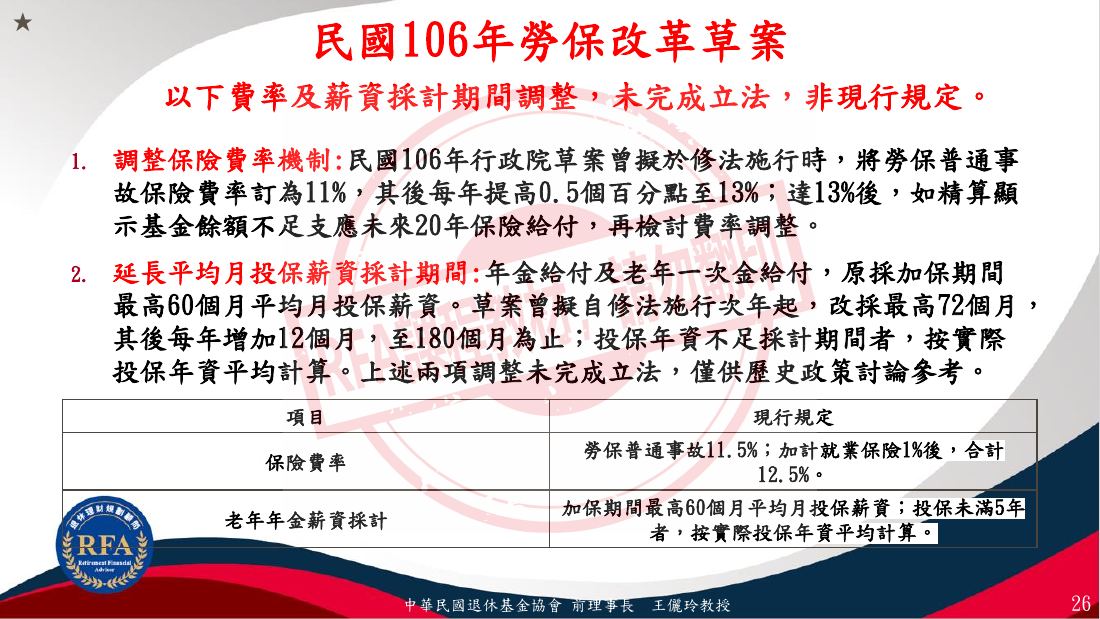 ★
民國106年勞保改革草案
以下費率及薪資採計期間調整，未完成立法，非現行規定。
1. 調整保險費率機制:民國106年行政院草案曾擬於修法施行時，將勞保普通事
故保險費率訂為11%，其後每年提高0.5個百分點至13%；達13%後，如精算顯
示基金餘額不足支應未來20年保險給付，再檢討費率調整。
2. 延長平均月投保薪資採計期間:年金給付及老年一次金給付，原採加保期間
最高60個月平均月投保薪資。草案曾擬自修法施行次年起，改採最高72個月，
其後每年增加12個月，至180個月為止；投保年資不足採計期間者，按實際
投保年資平均計算。上述兩項調整未完成立法，僅供歷史政策討論參考。
項目
現行規定
保險費率
勞保普通事故11.5%；加計就業保險1%後，合計
12.5%。
老年年金薪資採計
加保期間最高60個月平均月投保薪資；投保未滿5年
者，按實際投保年資平均計算。
退休理財規劃顧問
RFA
Retirement Financial
Advisor
中華民國退休基金協會 前理事長 王儷玲教授
26